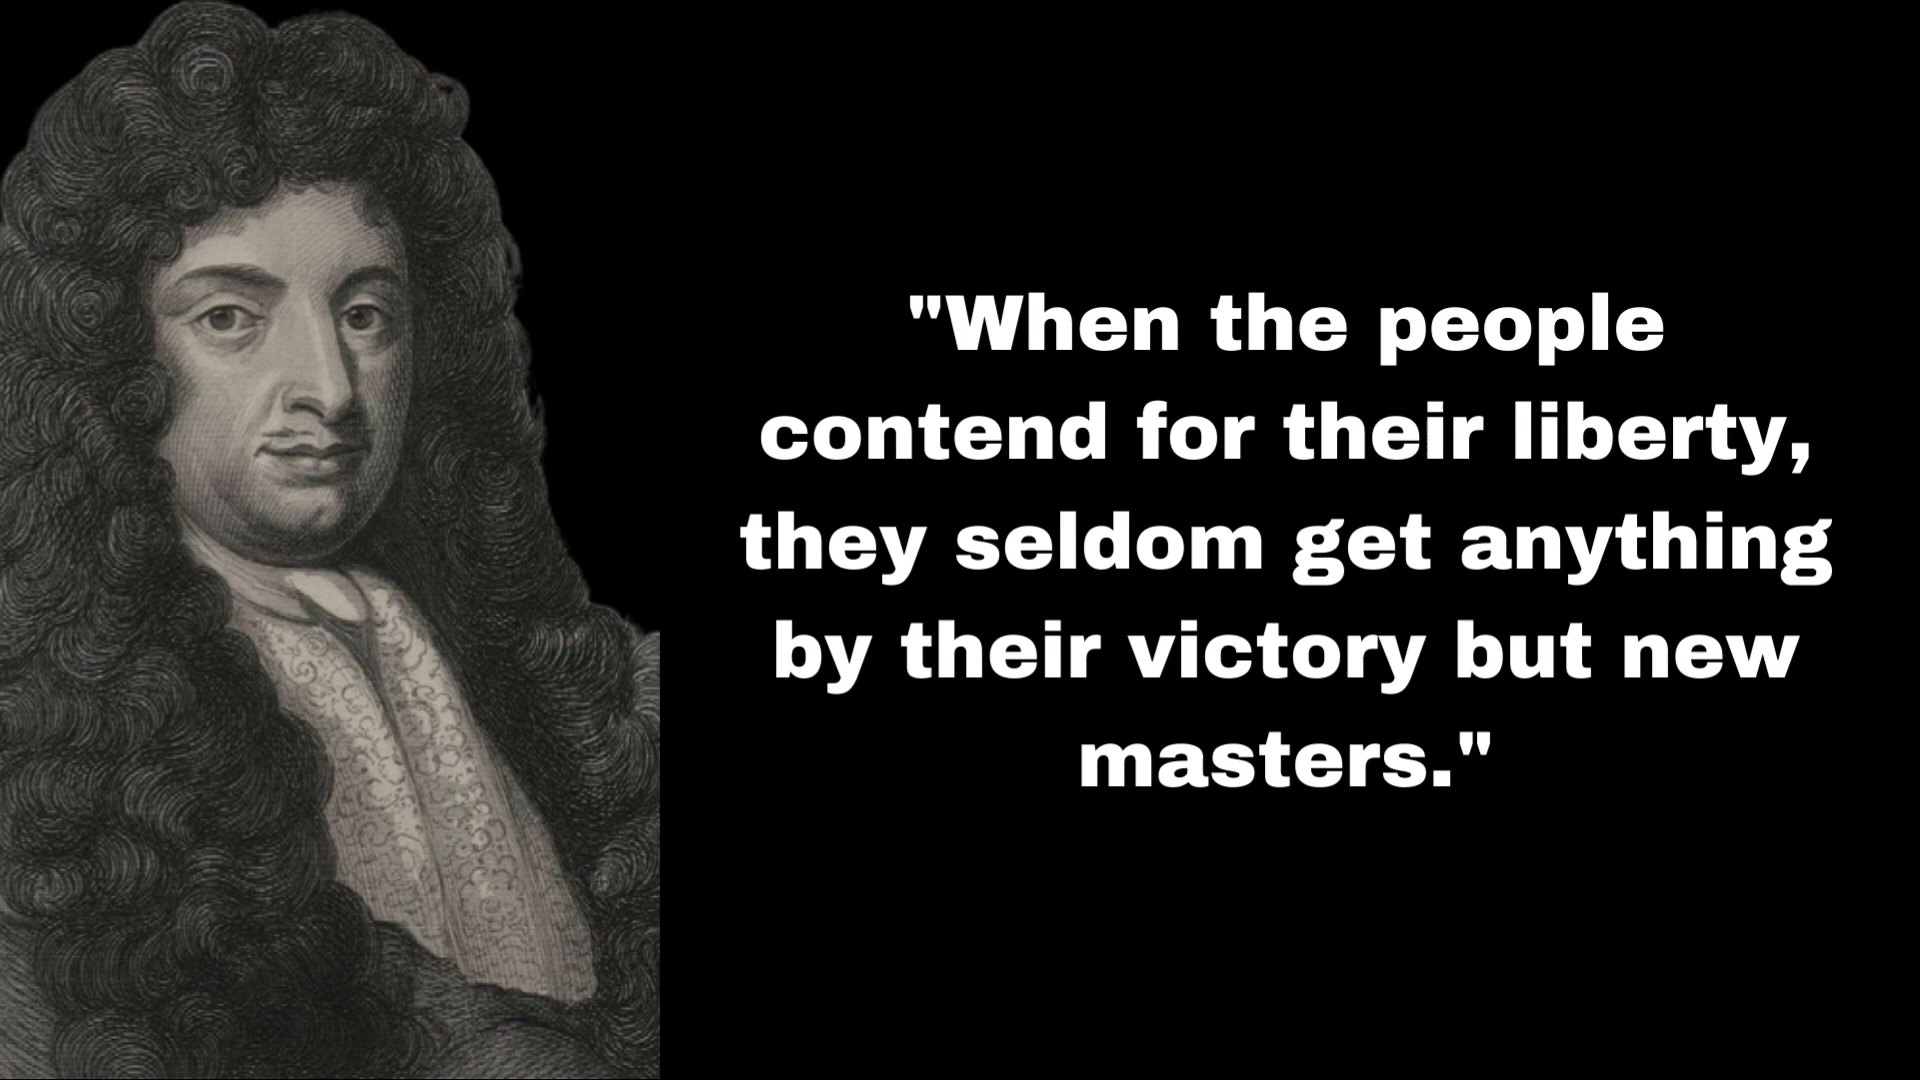 "When the people
contend for their liberty,
they seldom get anything
by their victory but new
masters."